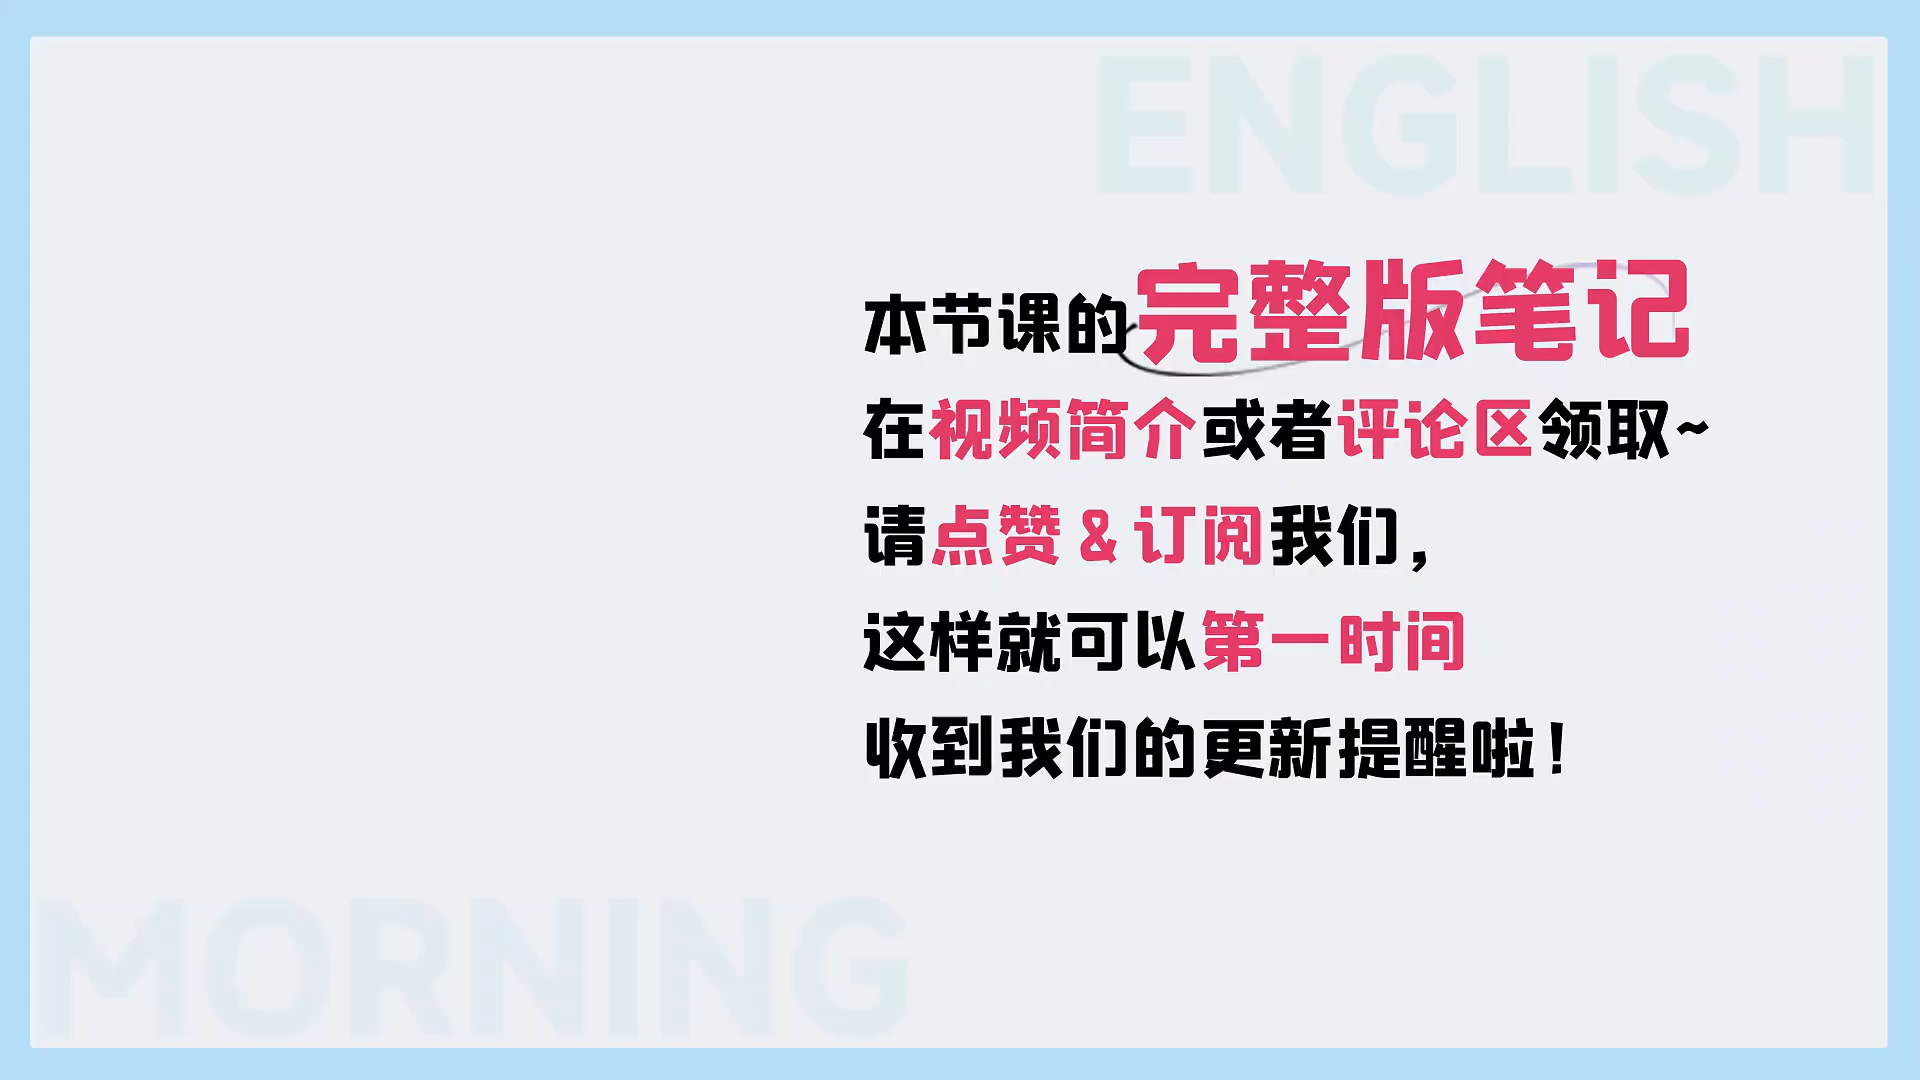 ENGLISH
本节课的完整版笔记
在视频简介或者评论区领取~
请点赞&订阅我们，
这样就可以第一时间
收到我们的更新提醒啦！
MORNING